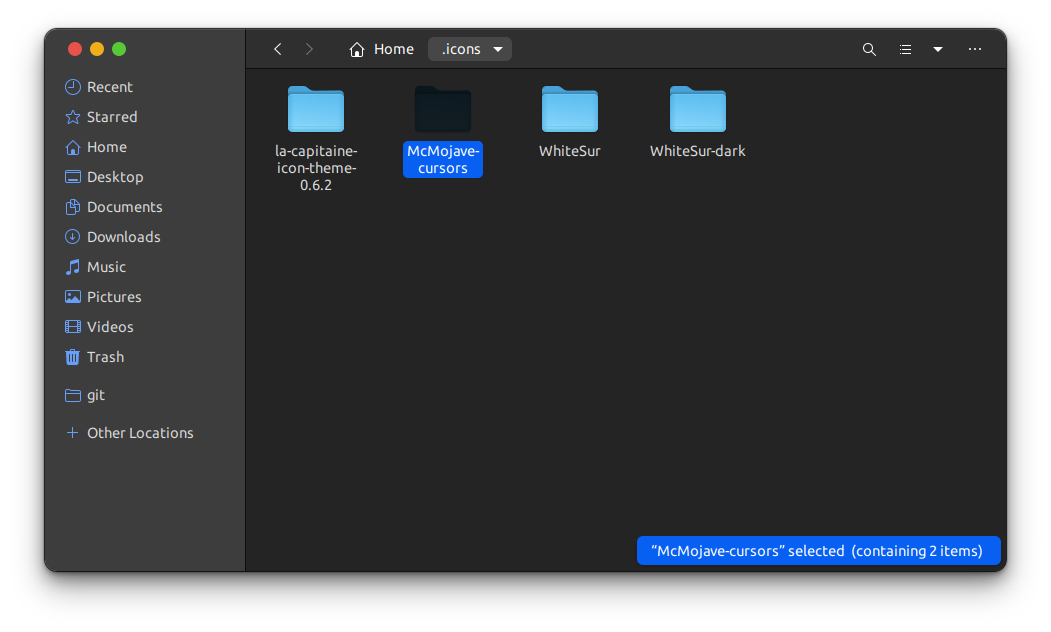 Home
.icons
Recent
Starred
Home
Desktop
Documents
Downloads
Music
Pictures
Videos
Trash
git
Other Locations
la-capitaine-
icon-theme-
0.6.2
McMojave-
cursors
WhiteSur
WhiteSur-dark
“McMojave-cursors” selected (containing 2 items)